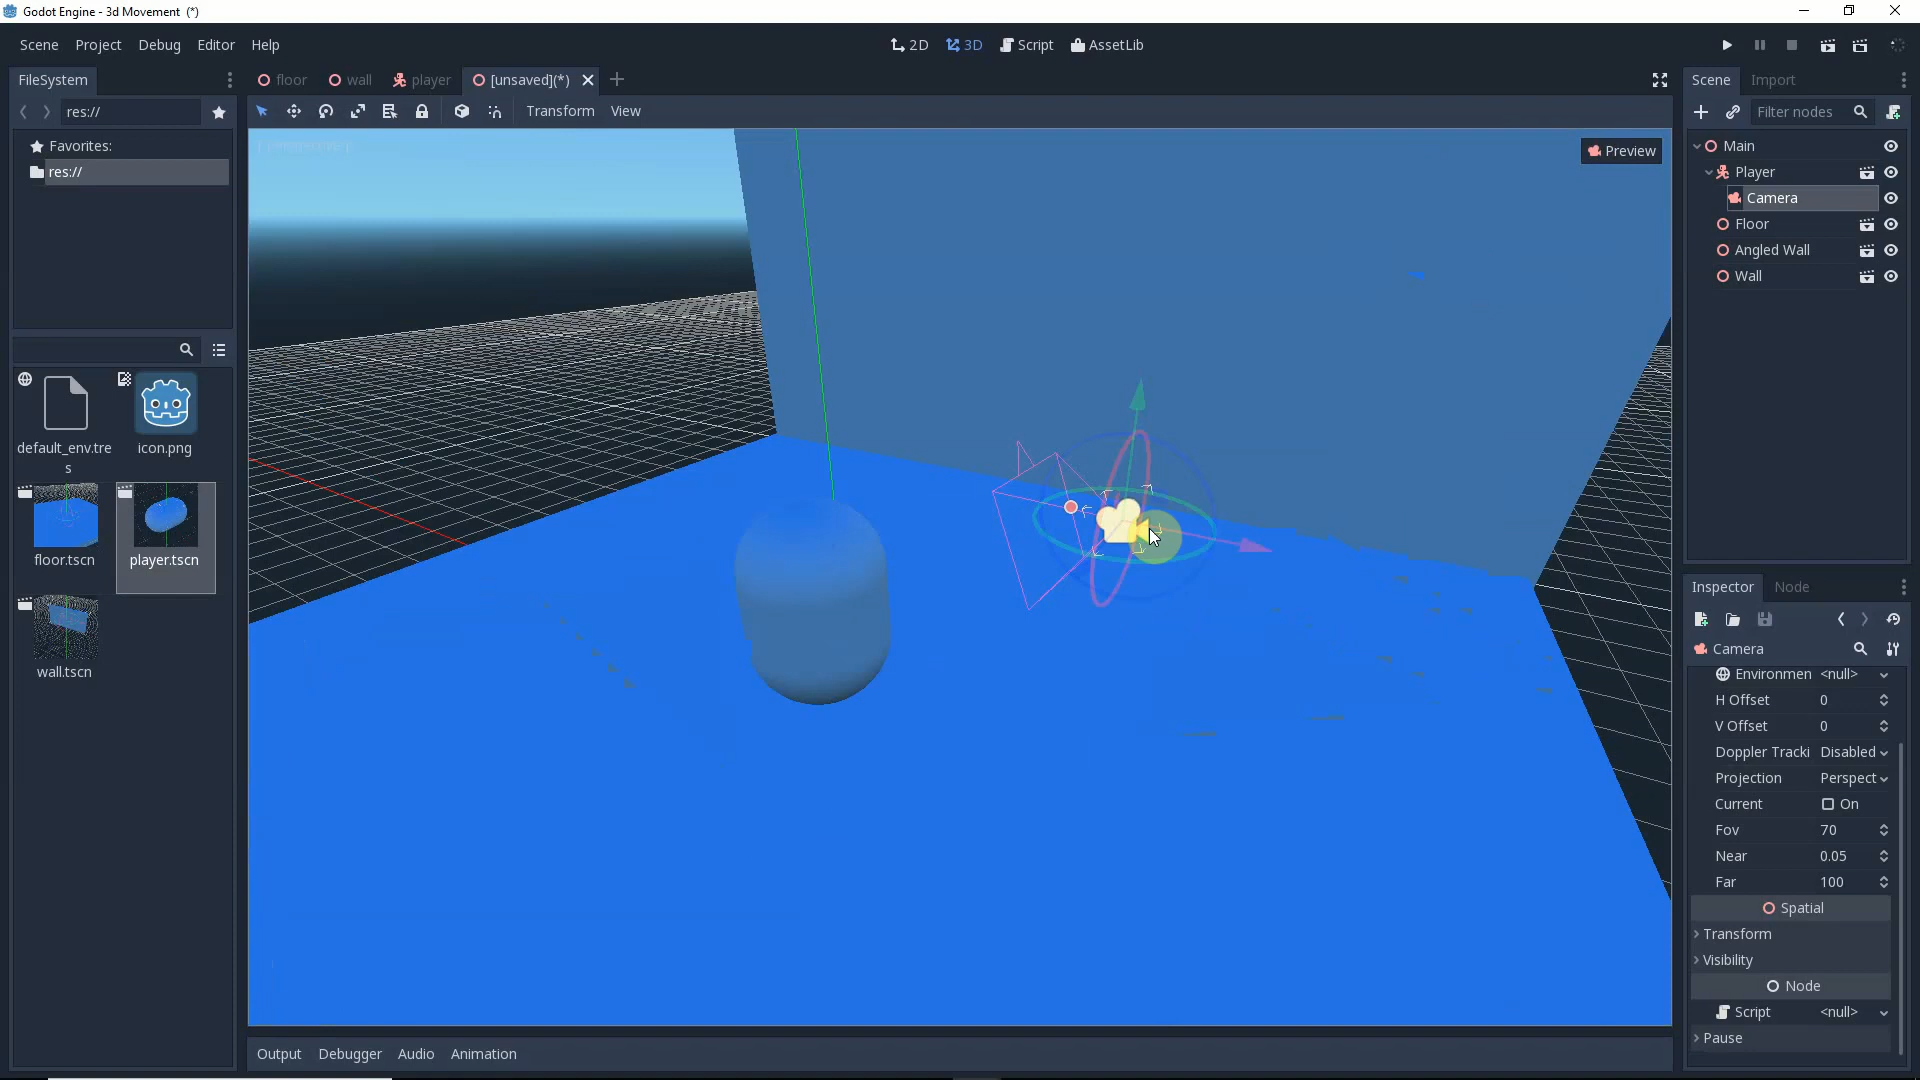 Godot Engine - 3d Movement (*)
Scene Project Debug Editor Help
2D 3D Script AssetLib
FileSystem
floor wall player [unsaved](*)
Scene Import
res://
Transform View
Filter nodes
Favorites:
res://
Preview
Main
Player
Camera
Floor
Angled Wall
Wall
default_env.tre
s
icon.png
floor.tscn
player.tscn
wall.tscn
Inspector Node
Camera
Environmen <null>
H Offset 0
V Offset 0
Doppler Tracki Disabled
Projection Perspect
Current On
Fov 70
Near 0.05
Far 100
Spatial
Transform
Visibility
Node
Script <null>
Pause
Output Debugger Audio Animation